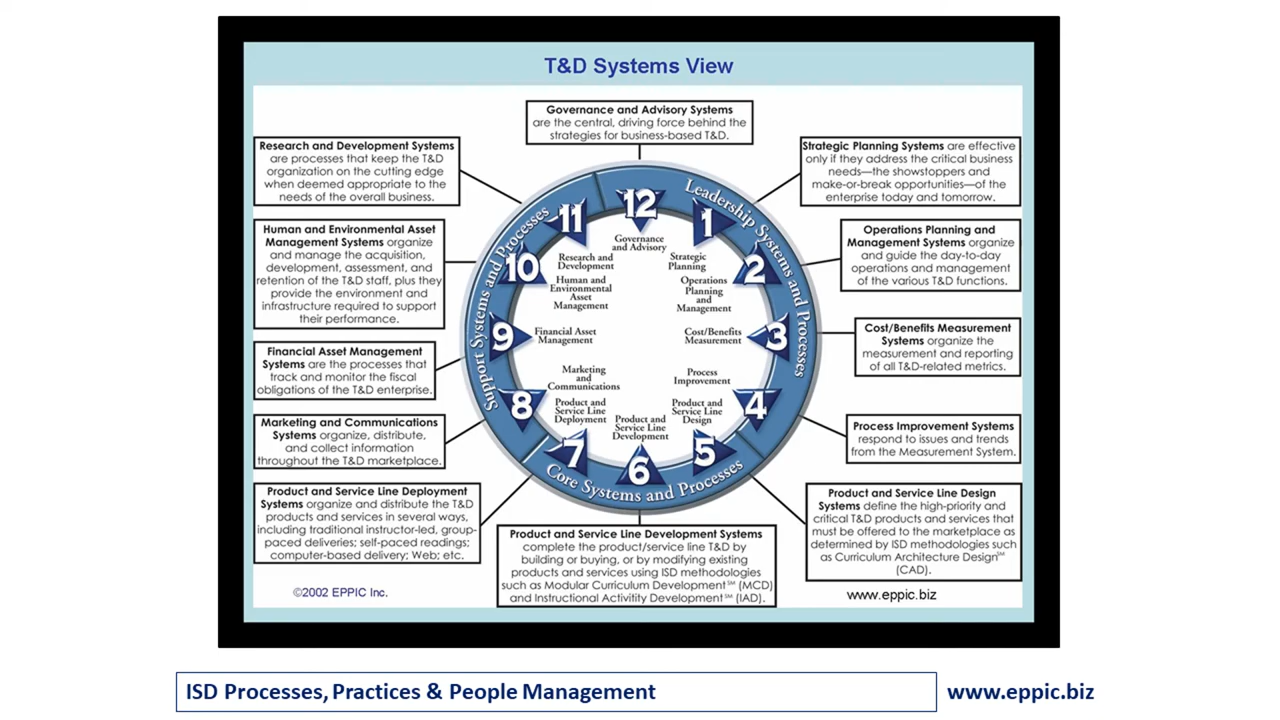 T&D Systems View
Governance and Advisory Systems
are the central, driving force behind the
strategies for business-based T&D.
Research and Development Systems
are processes that keep the T&D
organization on the cutting edge
when deemed appropriate to the
needs of the overall business.
Strategic Planning Systems are effective
only if they address the critical business
needs—the showstoppers and
make-or-break opportunities—of the
enterprise today and tomorrow.
Human and Environmental Asset
Management Systems organize
and manage the acquisition,
development, assessment, and
retention of the T&D staff, plus they
provide the environment and
infrastructure required to support
their performance.
Operations Planning and
Management Systems organize
and guide the day-to-day
operations and management
of the various T&D functions.
Financial Asset Management
Systems are the processes that
track and monitor the fiscal
obligations of the T&D enterprise.
Cost/Benefits Measurement
Systems organize the
measurement and reporting
of all T&D-related metrics.
Marketing and Communications
Systems organize, distribute,
and collect information
throughout the T&D marketplace.
Process Improvement Systems
respond to issues and trends
from the Measurement System.
Product and Service Line Deployment
Systems organize and distribute the T&D
products and services in several ways,
including traditional instructor-led, group-
paced deliveries; self-paced readings;
computer-based delivery; Web; etc.
Product and Service Line Development Systems
complete the product/service line T&D by
building or buying, or by modifying existing
products and services using ISD methodologies
such as Modular Curriculum Development℠ (MCD)
and Instructional Activitity Development℠ (IAD).
Product and Service Line Design
Systems define the high-priority and
critical T&D products and services that
must be offered to the marketplace as
determined by ISD methodologies such
as Curriculum Architecture Design℠
(CAD).
Leadership Systems and Processes
Core Systems and Processes
Support Systems and Processes
12
Governance
and Advisory
1
Strategic
Planning
2
Operations
Planning
and
Management
3
Cost/Benefits
Measurement
4
Process
Improvement
5
Product and
Service Line
Design
6
Product and
Service Line
Development
7
Product and
Service Line
Deployment
8
Marketing
and
Communications
9
Financial Asset
Management
10
Human and
Environmental
Asset
Management
11
Research and
Development
©2002 EPPIC Inc.
www.eppic.biz
ISD Processes, Practices & People Management
www.eppic.biz